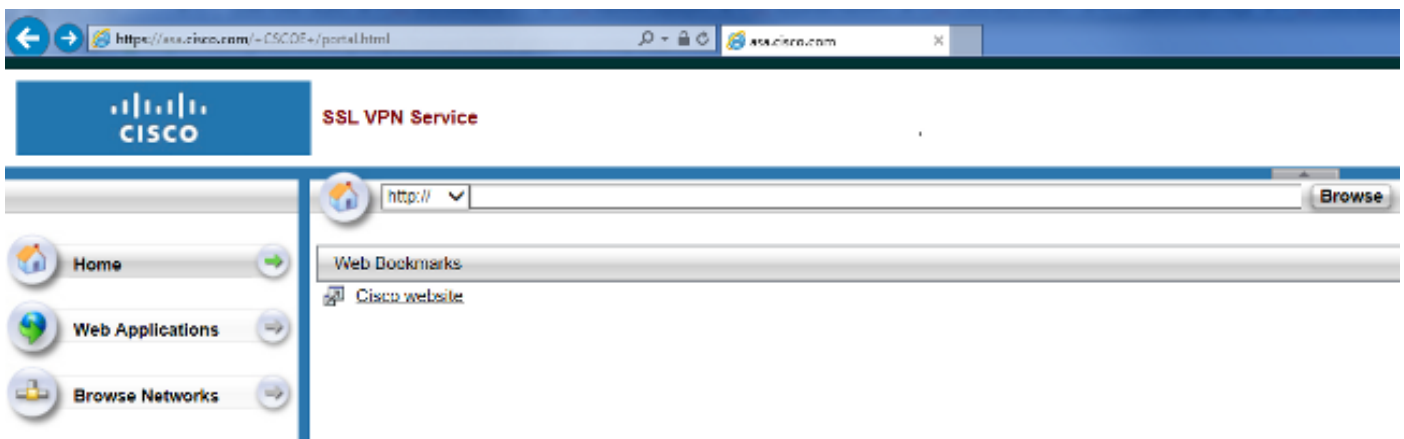 https://asa.cisco.com/+CSCOE+/portal.html
asa.cisco.com
CISCO
SSL VPN Service
http://
Browse
Home
Web Bookmarks
Cisco website
Web Applications
Browse Networks